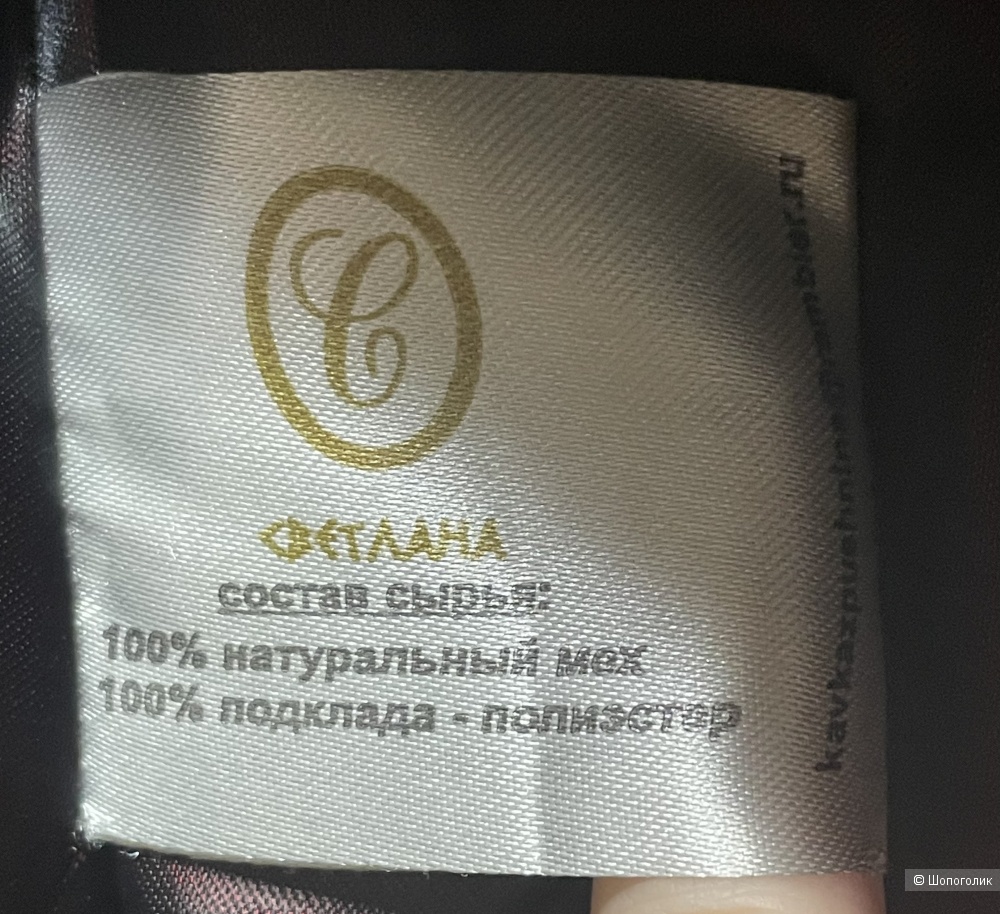 С
СВЕТЛАНА
состав сырья:
100% натуральный мех
100% подклада - полиэстер
© Шопоголик